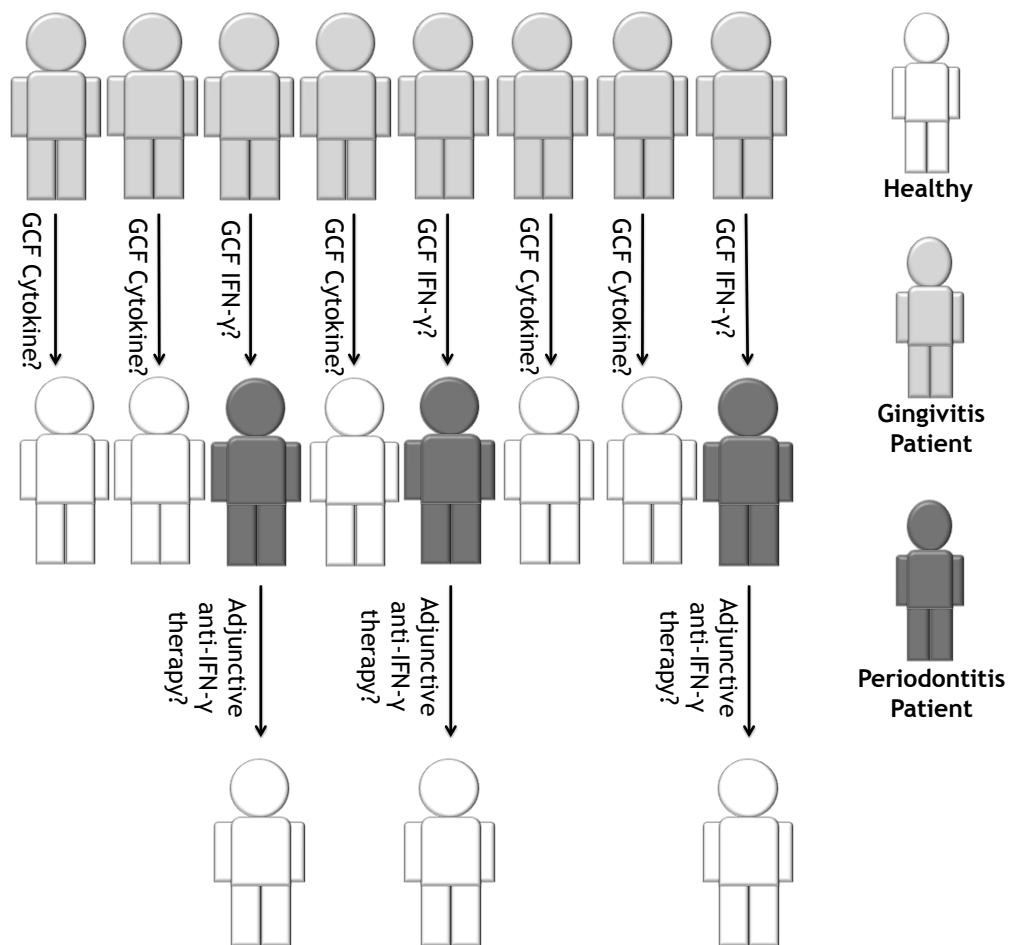 GCF Cytokine?
GCF Cytokine?
GCF IFN-γ?
GCF Cytokine?
GCF IFN-γ?
GCF Cytokine?
GCF Cytokine?
GCF IFN-γ?
Adjunctive
anti-IFN-γ
therapy?
Adjunctive
anti-IFN-γ
therapy?
Adjunctive
anti-IFN-γ
therapy?
Healthy
Gingivitis
Patient
Periodontitis
Patient